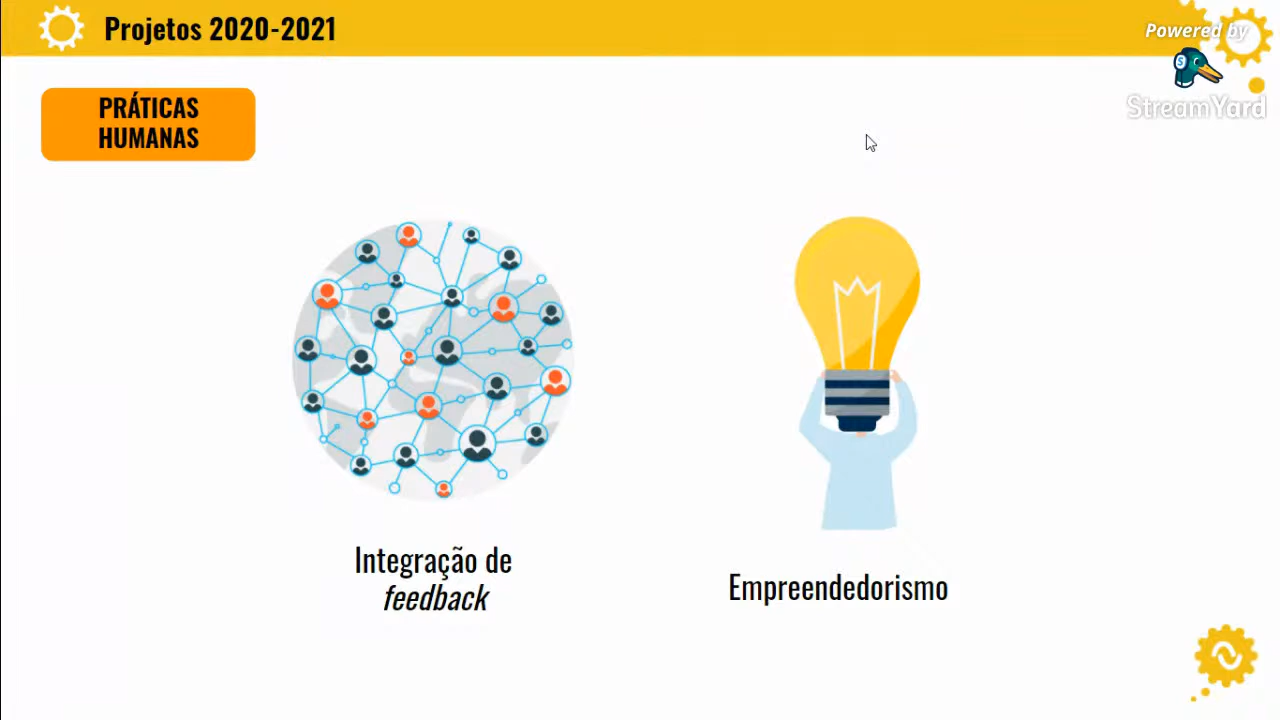 Projetos 2020-2021
Powered by
StreamYard
PRÁTICAS
HUMANAS
Integração de
feedback
Empreendedorismo